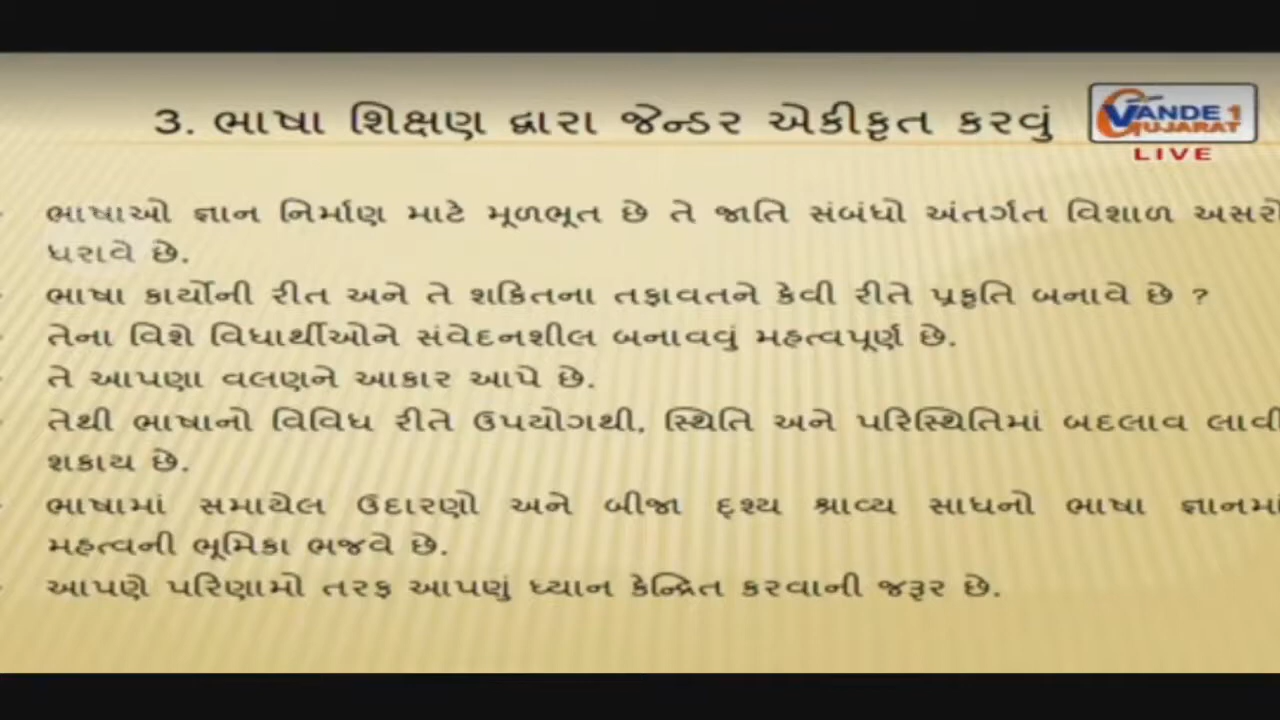 3. ભાષા શિક્ષણ દ્વારા જેન્ડર એકીકૃત કરવું
VANDE 1
GUJARAT
LIVE
ભાષાઓ જ્ઞાન નિર્માણ માટે મૂળભૂત છે તે જાતિ સંબંધો અંતર્ગત વિશાળ અસરો
ધરાવે છે.
ભાષા કાર્યોની રીત અને તે શકિતના તફાવતને કેવી રીતે પ્રકૃતિ બનાવે છે ?
તેના વિશે વિધાર્થીઓને સંવેદનશીલ બનાવવું મહત્વપૂર્ણ છે.
તે આપણા વલણને આકાર આપે છે.
તેથી ભાષાનો વિવિધ રીતે ઉપયોગથી, સ્થિતિ અને પરિસ્થિતિમાં બદલાવ લાવી
શકાય છે.
ભાષામાં સમાયેલ ઉદારણો અને બીજા દૃશ્ય શ્રાવ્ય સાધનો ભાષા જ્ઞાનમાં
મહત્વની ભૂમિકા ભજવે છે.
આપણે પરિણામો તરફ આપણું ધ્યાન કેન્દ્રિત કરવાની જરૂર છે.